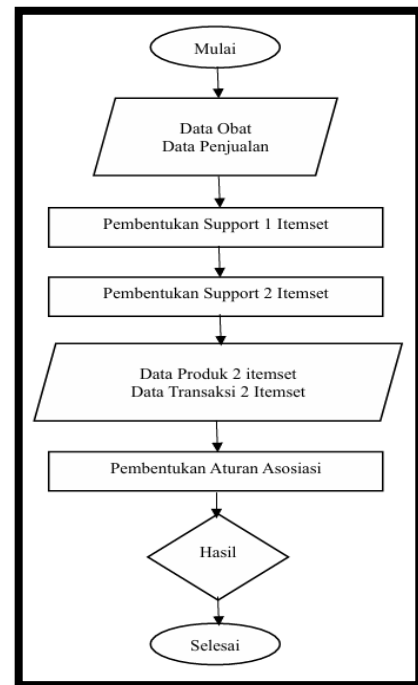 Mulai
Data Obat
Data Penjualan
Pembentukan Support 1 Itemset
Pembentukan Support 2 Itemset
Data Produk 2 itemset
Data Transaksi 2 Itemset
Pembentukan Aturan Asosiasi
Hasil
Selesai